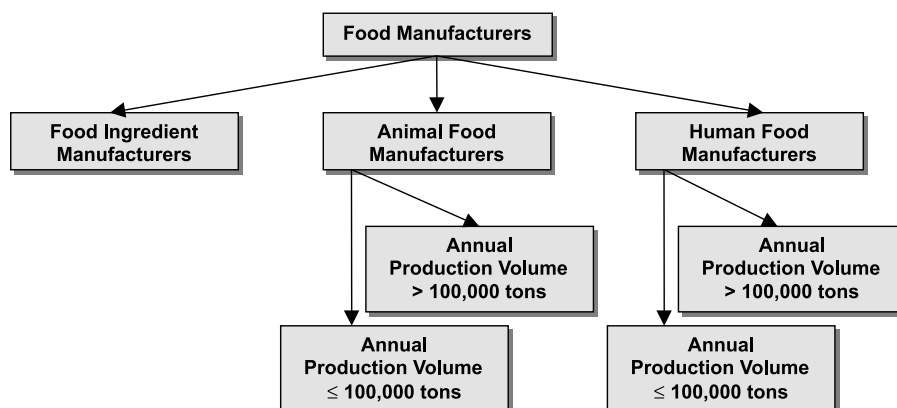 Food Manufacturers
Food Ingredient
Manufacturers
Animal Food
Manufacturers
Human Food
Manufacturers
Annual
Production Volume
> 100,000 tons
Annual
Production Volume
> 100,000 tons
Annual
Production Volume
≤ 100,000 tons
Annual
Production Volume
≤ 100,000 tons